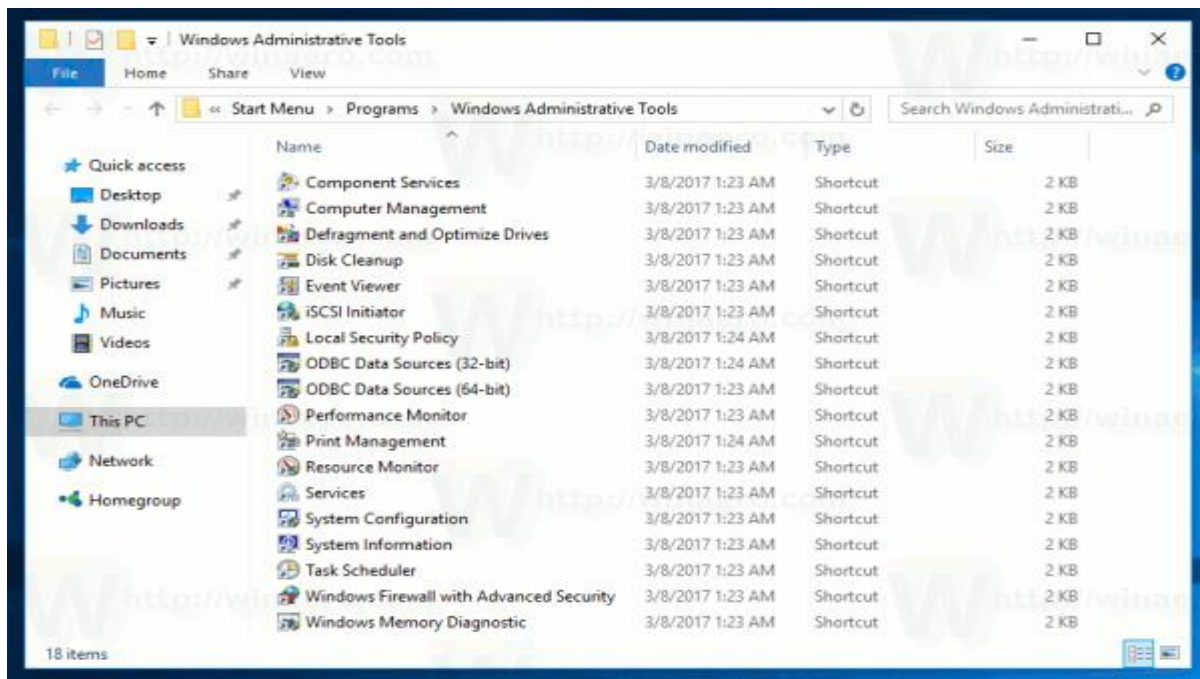 Windows Administrative Tools
File Home Share View
« Start Menu › Programs › Windows Administrative Tools Search Windows Administrati...
Name Date modified Type Size
Quick access
Desktop
Downloads
Documents
Pictures
Music
Videos
OneDrive
This PC
Network
Homegroup
Component Services 3/8/2017 1:23 AM Shortcut 2 KB
Computer Management 3/8/2017 1:23 AM Shortcut 2 KB
Defragment and Optimize Drives 3/8/2017 1:23 AM Shortcut 2 KB
Disk Cleanup 3/8/2017 1:23 AM Shortcut 2 KB
Event Viewer 3/8/2017 1:23 AM Shortcut 2 KB
iSCSI Initiator 3/8/2017 1:23 AM Shortcut 2 KB
Local Security Policy 3/8/2017 1:24 AM Shortcut 2 KB
ODBC Data Sources (32-bit) 3/8/2017 1:24 AM Shortcut 2 KB
ODBC Data Sources (64-bit) 3/8/2017 1:23 AM Shortcut 2 KB
Performance Monitor 3/8/2017 1:23 AM Shortcut 2 KB
Print Management 3/8/2017 1:24 AM Shortcut 2 KB
Resource Monitor 3/8/2017 1:23 AM Shortcut 2 KB
Services 3/8/2017 1:23 AM Shortcut 2 KB
System Configuration 3/8/2017 1:23 AM Shortcut 2 KB
System Information 3/8/2017 1:23 AM Shortcut 2 KB
Task Scheduler 3/8/2017 1:23 AM Shortcut 2 KB
Windows Firewall with Advanced Security 3/8/2017 1:23 AM Shortcut 2 KB
Windows Memory Diagnostic 3/8/2017 1:23 AM Shortcut 2 KB
18 items
http://winaero.com